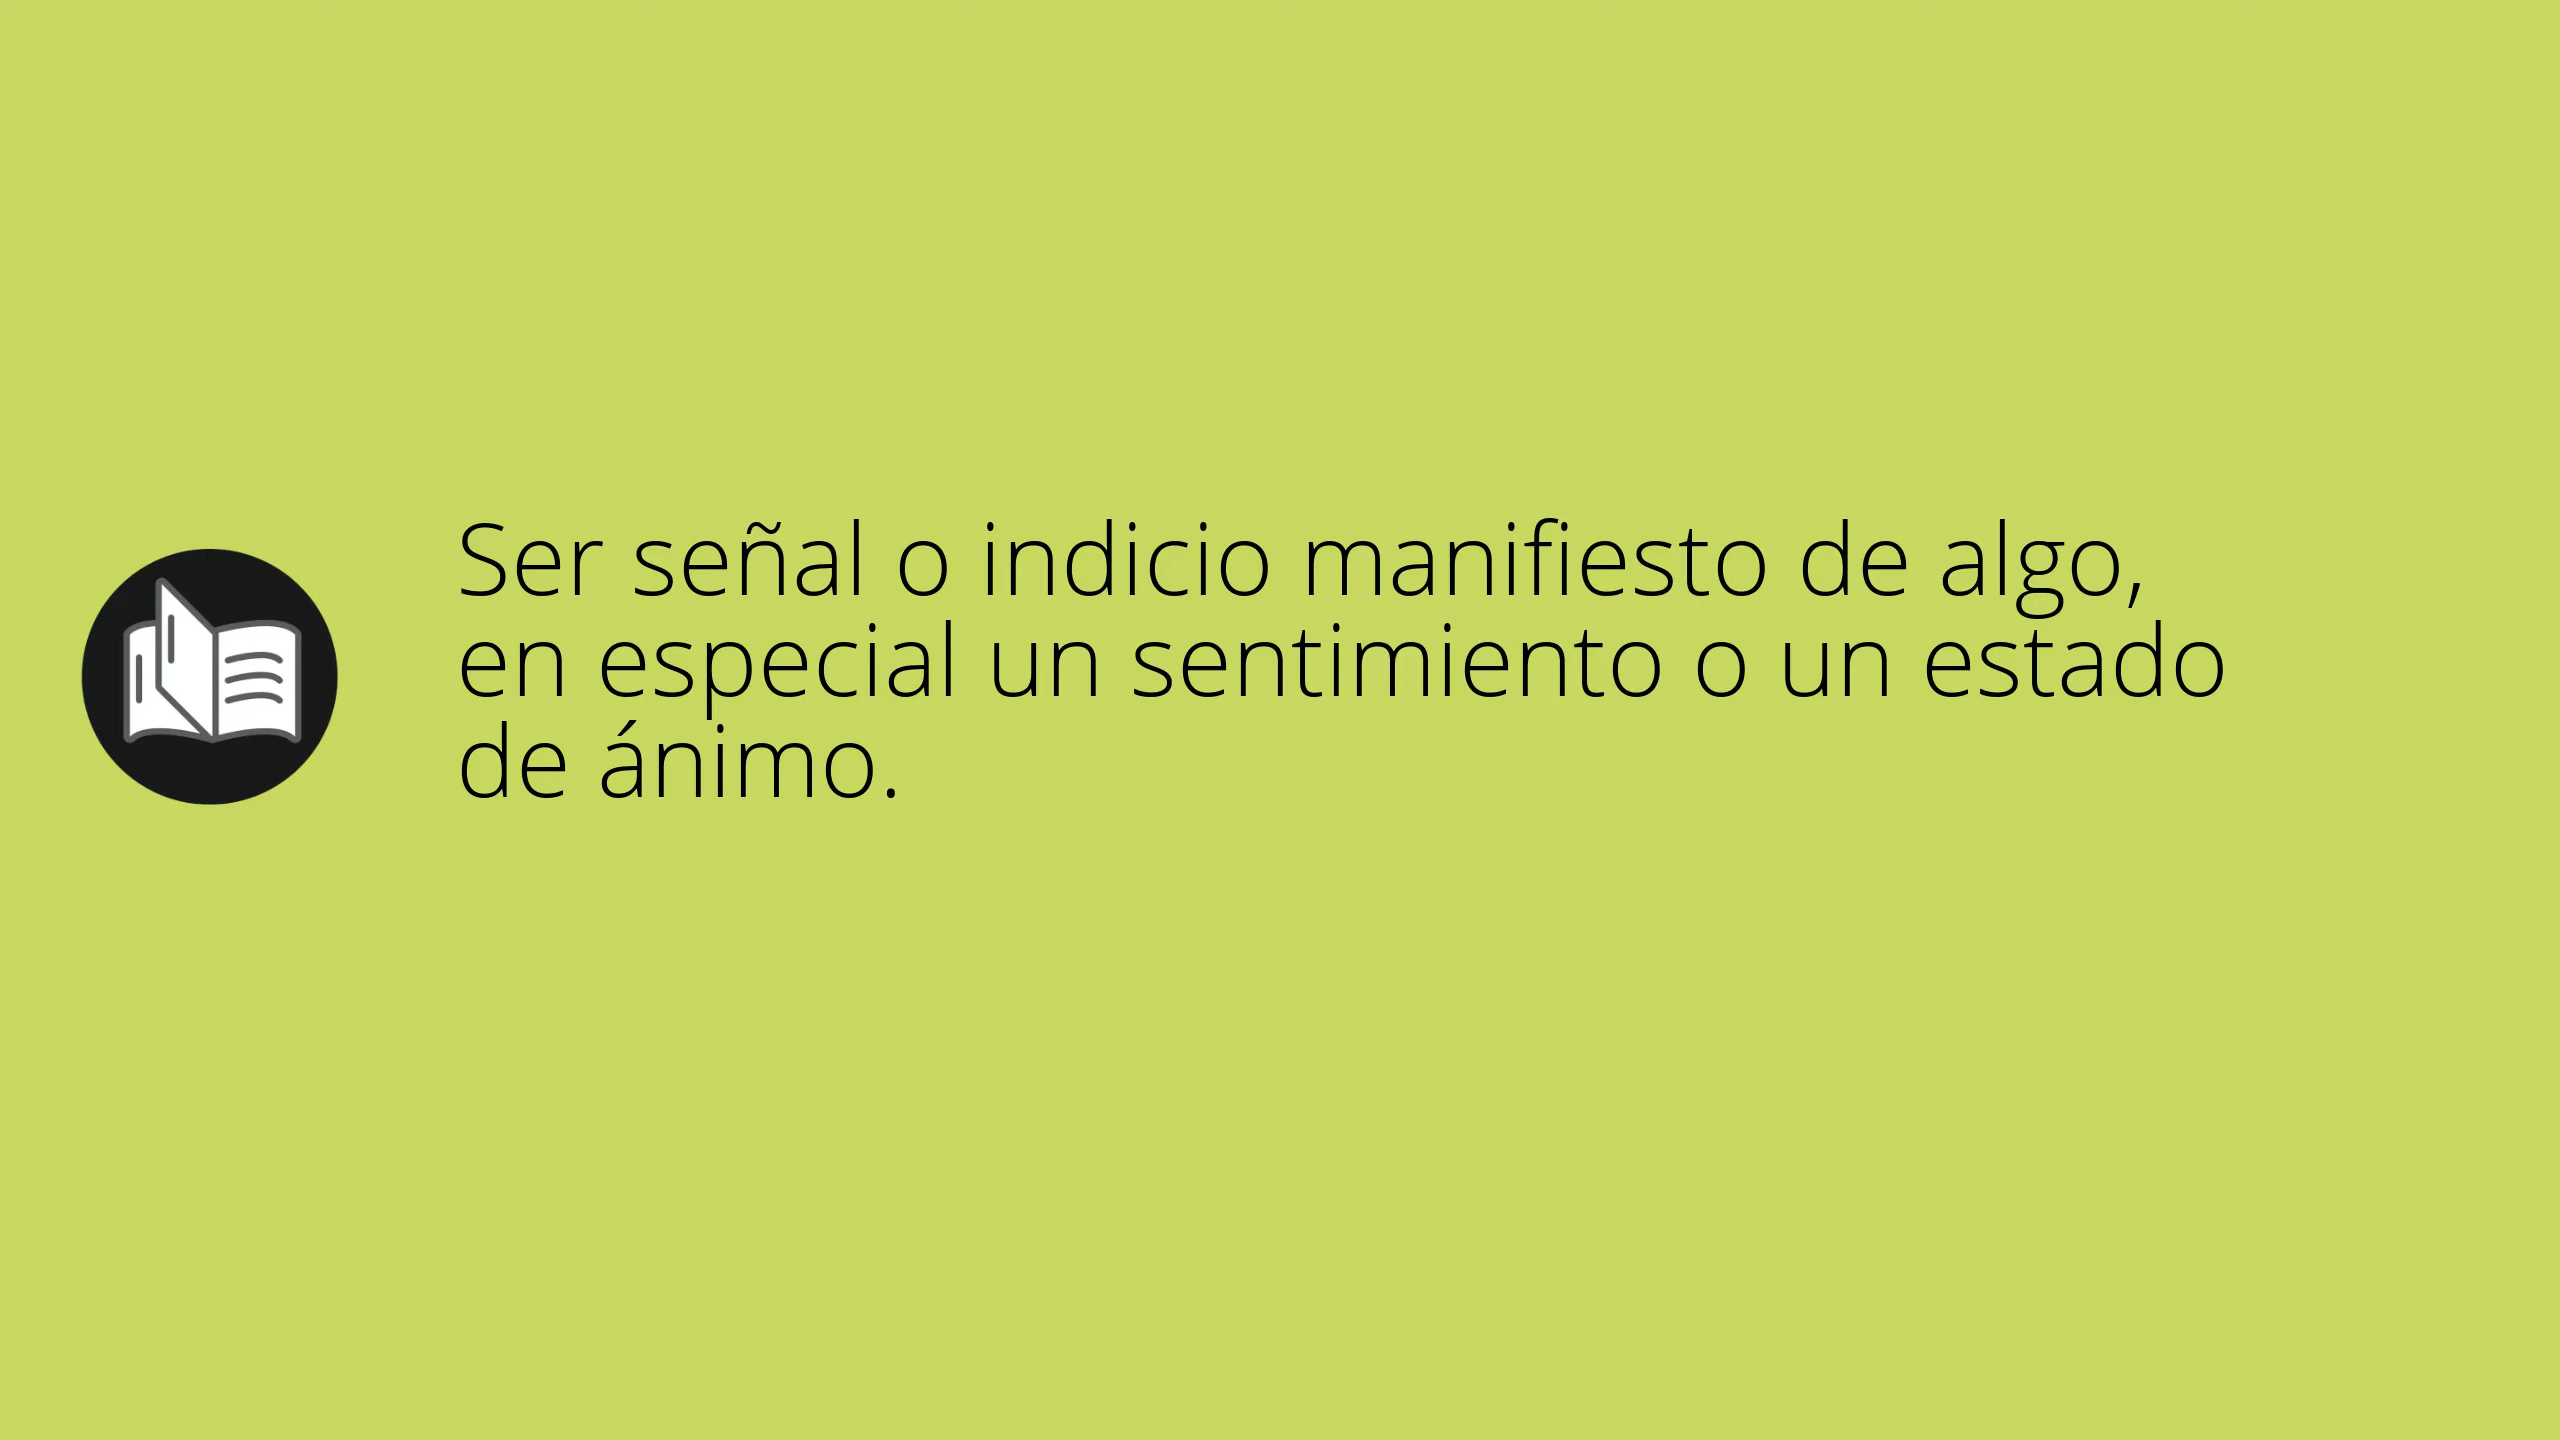 Ser señal o indicio manifiesto de algo,
en especial un sentimiento o un estado
de ánimo.